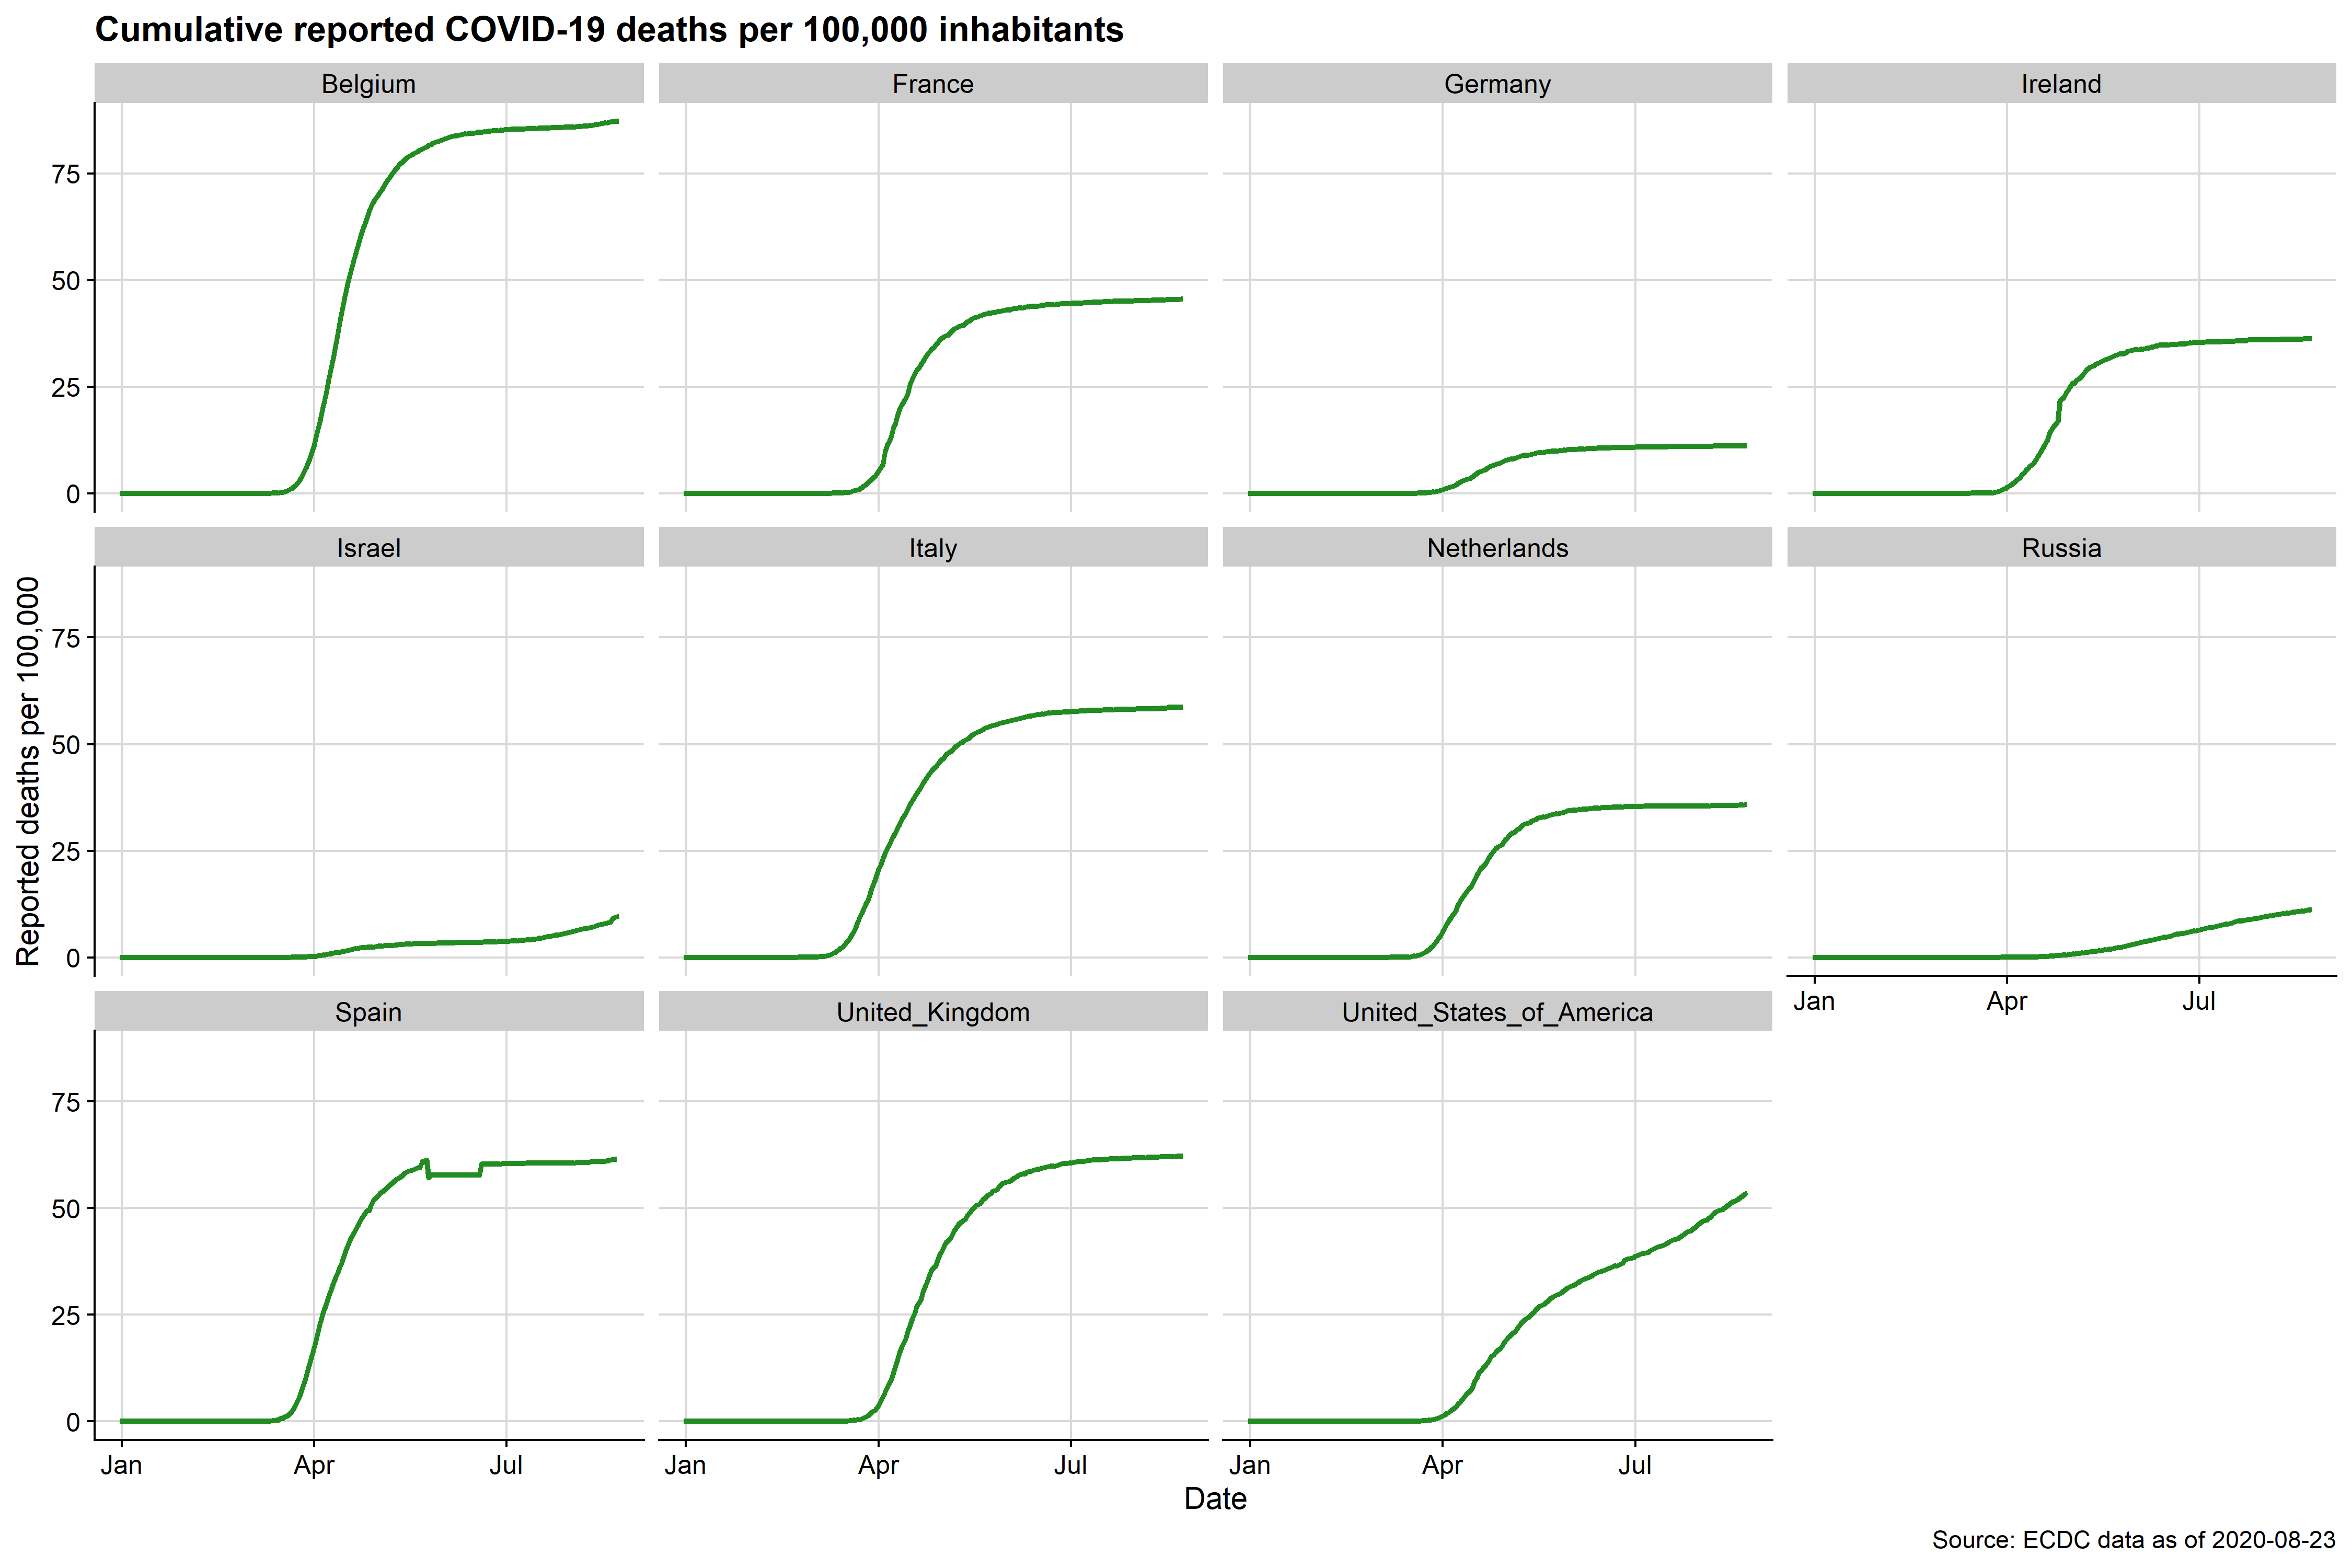 Cumulative reported COVID-19 deaths per 100,000 inhabitants
Belgium France Germany Ireland
75
50
25
0
Israel Italy Netherlands Russia
Reported deaths per 100,000
75
50
25
0
Jan Apr Jul
Spain United_Kingdom United_States_of_America
75
50
25
0
Jan Apr Jul Jan Apr Jul Jan Apr Jul
Date
Source: ECDC data as of 2020-08-23